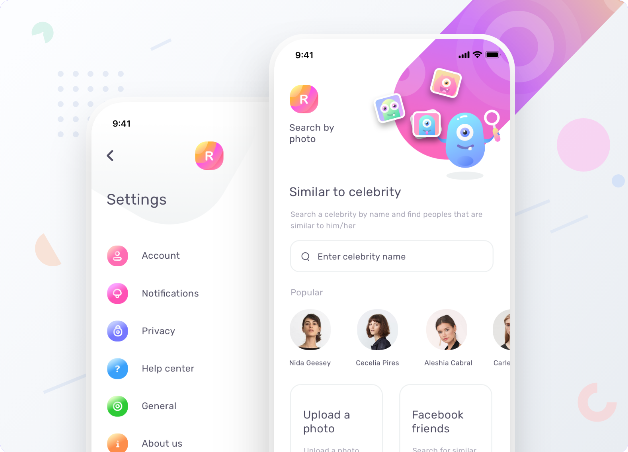 9:41
R
Settings
Account
Notifications
Privacy
? Help center
General
i About us
9:41
R
Search by
photo
Similar to celebrity
Search a celebrity by name and find peoples that are
similar to him/her
Enter celebrity name
Popular
Nida Geesey Cecelia Pires Aleshia Cabral Carle
Upload a
photo
Upload a photo
Facebook
friends
Search for similar